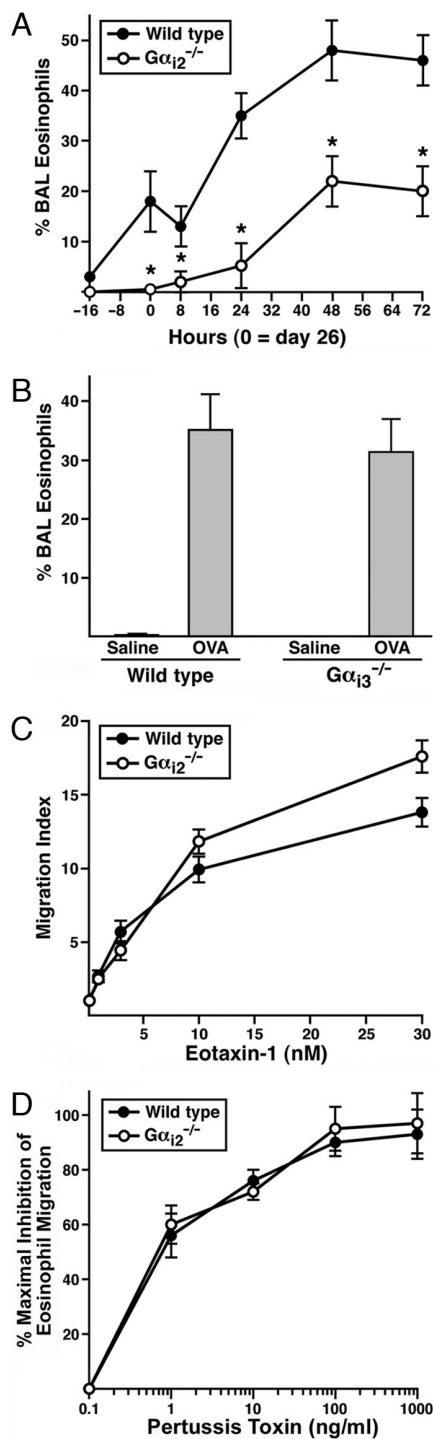 A
Wild type
Gαi2−/−
% BAL Eosinophils
50
40
30
20
10
* * * * *
−16 −8 0 8 16 24 32 40 48 56 64 72
Hours (0 = day 26)
B
% BAL Eosinophils
40
30
20
10
Saline OVA Saline OVA
Wild type Gαi3−/−
C
Wild type
Gαi2−/−
Migration Index
20
15
10
5
5 10 15 20 25 30
Eotaxin-1 (nM)
D
Wild type
Gαi2−/−
% Maximal Inhibition of
Eosinophil Migration
100
80
60
40
20
0.1 1 10 100 1000
Pertussis Toxin (ng/ml)